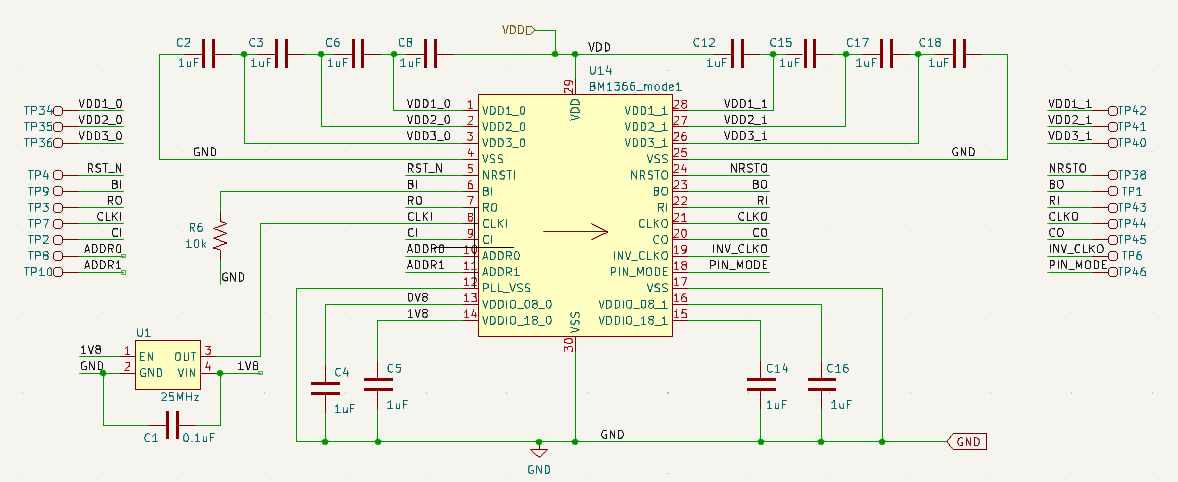 VDD
C2 C3 C6 C8 VDD C12 C15 C17 C18
1uF 1uF 1uF 1uF 1uF 1uF 1uF 1uF
U14
BM1366_mode1
29
VDD
TP34 VDD1_0 VDD1_0 1 VDD1_0 VDD1_1 28 VDD1_1 VDD1_1 TP42
TP35 VDD2_0 VDD2_0 2 VDD2_0 VDD2_1 27 VDD2_1 VDD2_1 TP41
TP36 VDD3_0 VDD3_0 3 VDD3_0 VDD3_1 26 VDD3_1 VDD3_1 TP40
GND 4 VSS VSS 25 GND
TP4 RST_N RST_N 5 NRSTI NRSTO 24 NRSTO NRSTO TP38
TP9 BI BI 6 BI BO 23 BO BO TP1
TP3 RO RO 7 RO RI 22 RI RI TP43
TP7 CLKI CLKI 8 CLKI CLKO 21 CLKO CLKO TP44
TP2 CI CI 9 CI CO 20 CO CO TP45
TP8 ADDR0 ADDR0 10 ADDR0 INV_CLKO 19 INV_CLKO INV_CLKO TP6
TP10 ADDR1 ADDR1 11 ADDR1 PIN_MODE 18 PIN_MODE PIN_MODE TP46
R6
10k
GND
12 PLL_VSS VSS 17
0V8 13 VDDIO_08_0 VDDIO_08_1 16
1V8 14 VDDIO_18_0 VDDIO_18_1 15
VSS
30
U1
1V8 1 EN OUT 3
GND 2 GND VIN 4 1V8
25MHz
C1 0.1uF
C4 C5 C14 C16
1uF 1uF 1uF 1uF
GND
GND
GND